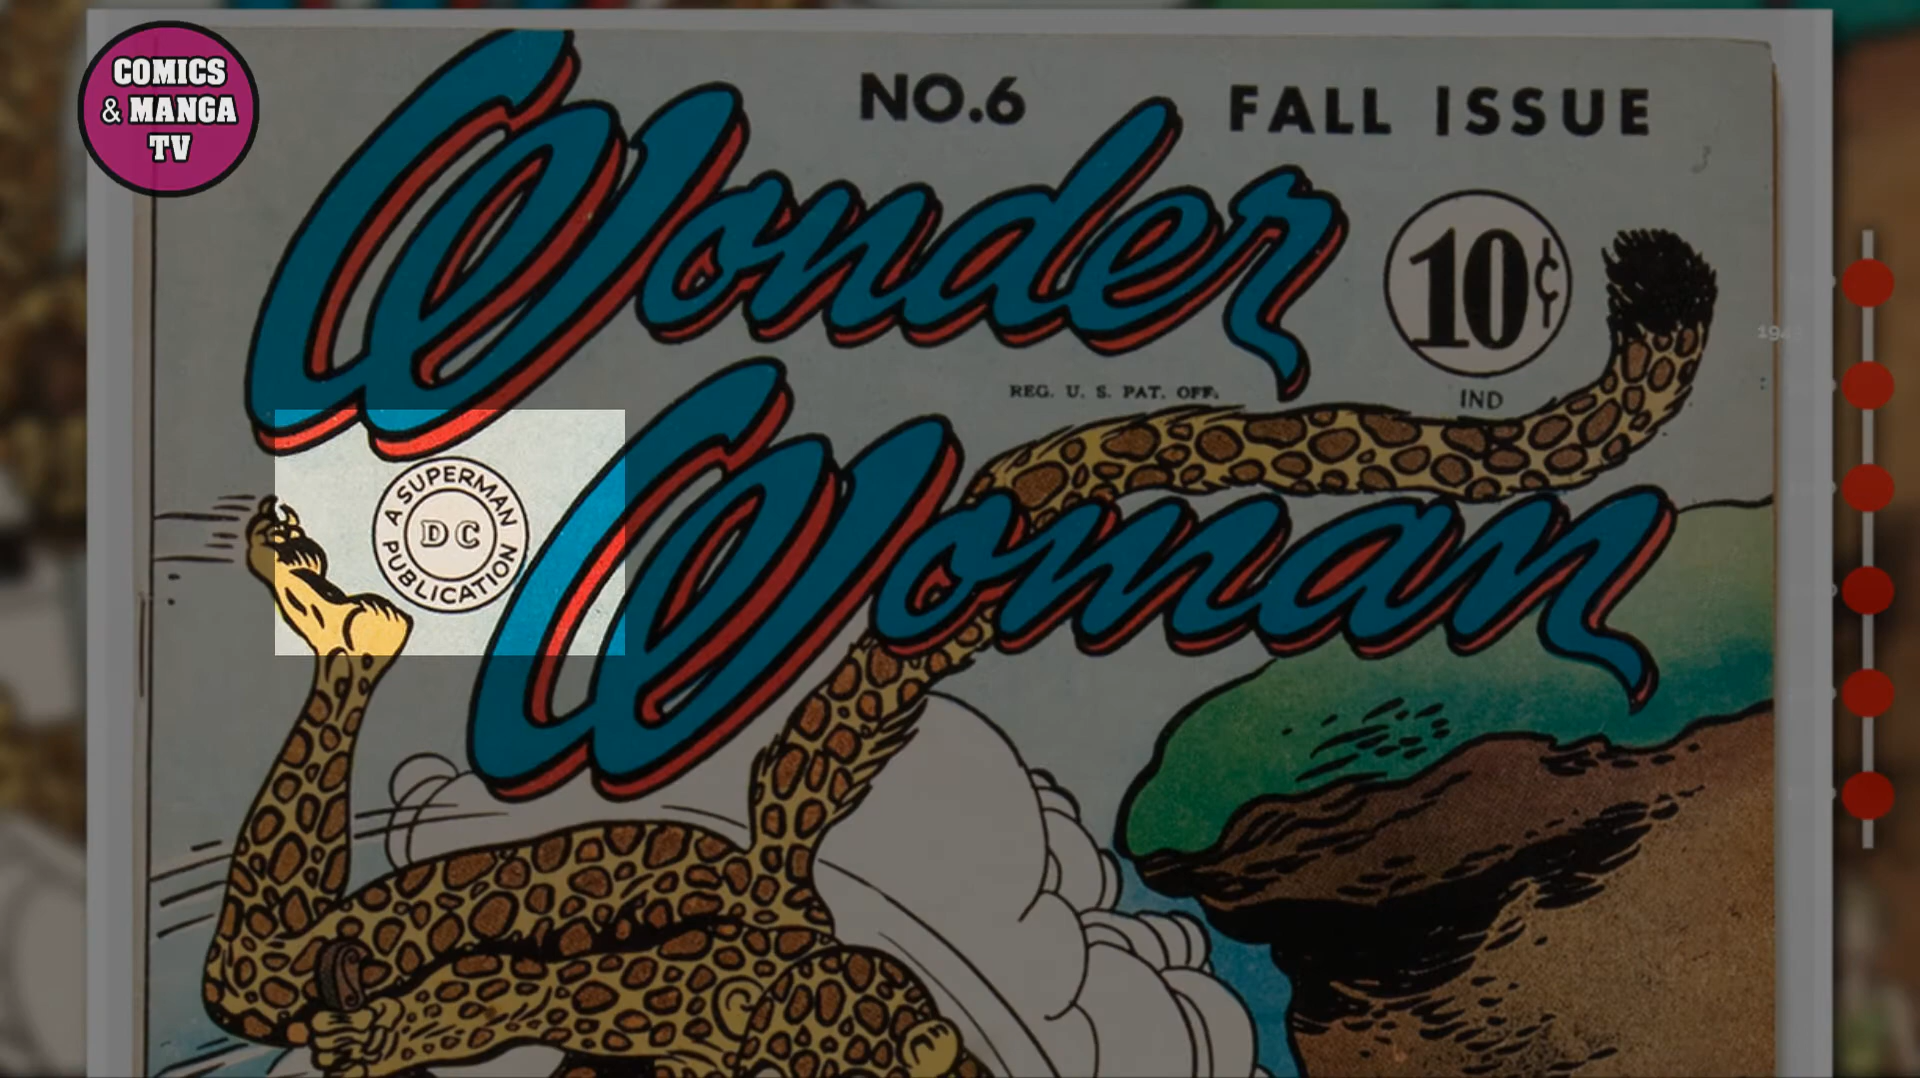 COMICS
& MANGA
TV
NO.6
FALL ISSUE
Wonder
10¢
REG. U. S. PAT. OFF.
IND
A SUPERMAN
DC
PUBLICATION
Woman